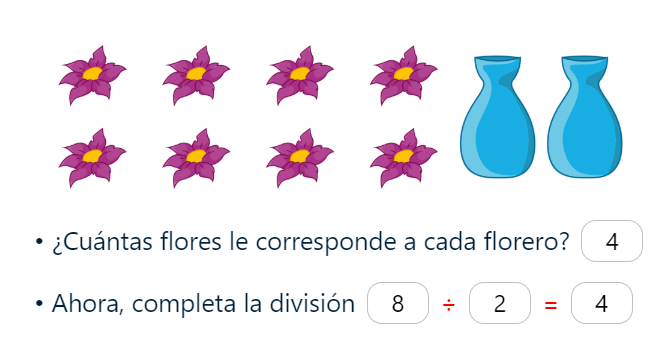 • ¿Cuántas flores le corresponde a cada florero? 4
• Ahora, completa la división 8 ÷ 2 = 4